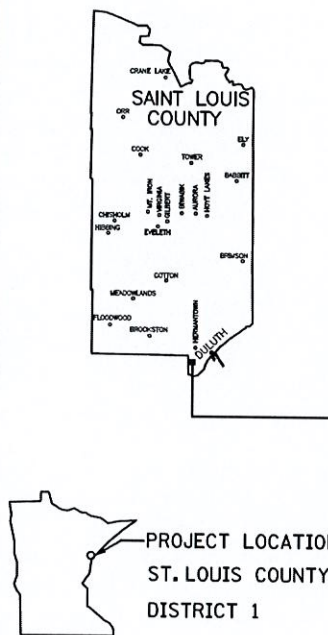 CRANE LAKE
SAINT LOUIS
COUNTY
ORR
ELY
COOK
TOWER
BABBITT
MT. IRON
VIRGINIA
GILBERT
BIWABIK
AURORA
HOYT LAKES
CHISHOLM
HIBBING
EVELETH
BRIMSON
COTTON
MEADOWLANDS
FLOODWOOD
BROOKSTON
HERMANTOWN
DULUTH
PROJECT LOCATION
ST. LOUIS COUNTY
DISTRICT 1